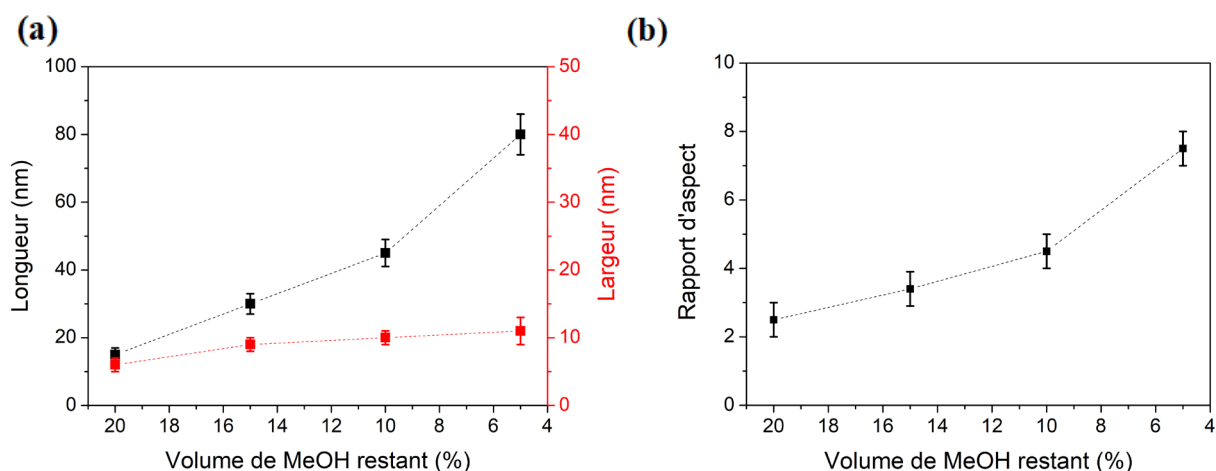 (a)
Longueur (nm)
100
80
60
40
20
0
50
40
30
20
10
0
Largeur (nm)
20 18 16 14 12 10 8 6 4
Volume de MeOH restant (%)
(b)
Rapport d'aspect
10
8
6
4
2
0
20 18 16 14 12 10 8 6 4
Volume de MeOH restant (%)